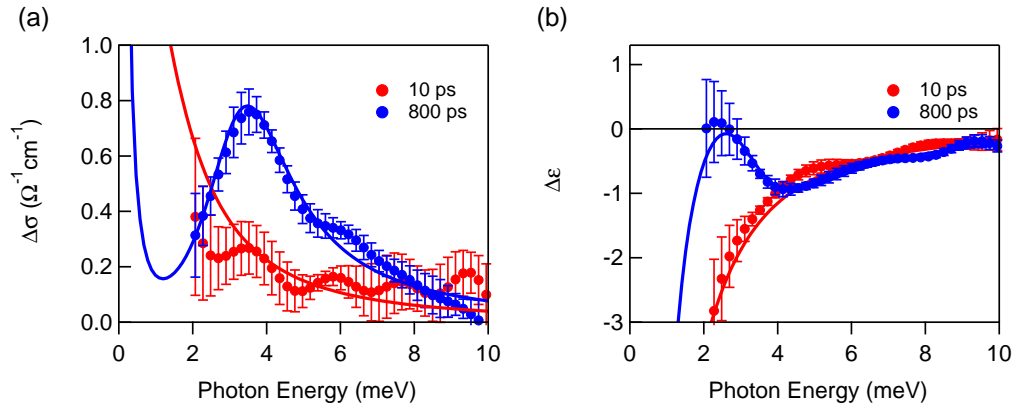 (a)
Δσ (Ω⁻¹ cm⁻¹)
1.0
0.8
0.6
0.4
0.2
0.0
10 ps
800 ps
0 2 4 6 8 10
Photon Energy (meV)
(b)
Δε
1
0
-1
-2
-3
10 ps
800 ps
0 2 4 6 8 10
Photon Energy (meV)